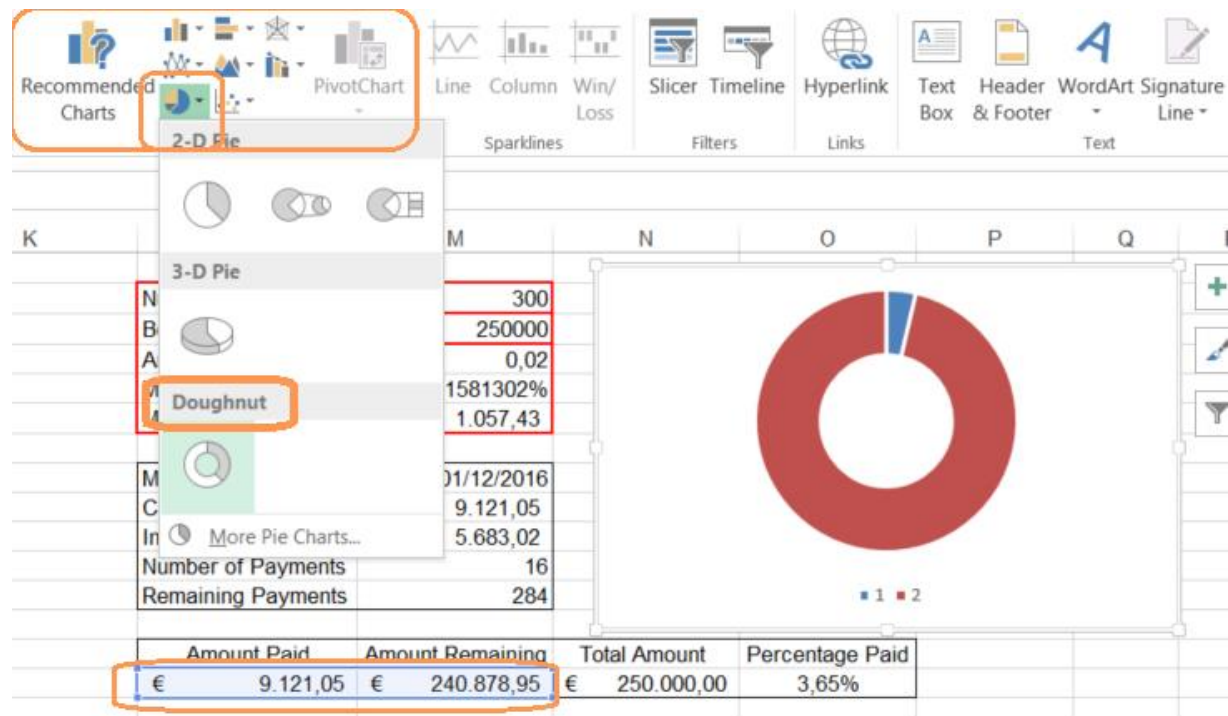 Recommended
Charts
PivotChart
Line
Column
Win/
Loss
Sparklines
Slicer
Timeline
Filters
Hyperlink
Links
Text
Box
Header
& Footer
WordArt
Signature
Line
Text
2-D Pie
3-D Pie
Doughnut
More Pie Charts...
K M N O P Q
N 300
B 250000
A 0,02
1581302%
1.057,43
M 01/12/2016
C 9.121,05
In 5.683,02
Number of Payments 16
Remaining Payments 284
1 2
Amount Paid Amount Remaining Total Amount Percentage Paid
€ 9.121,05 € 240.878,95 € 250.000,00 3,65%